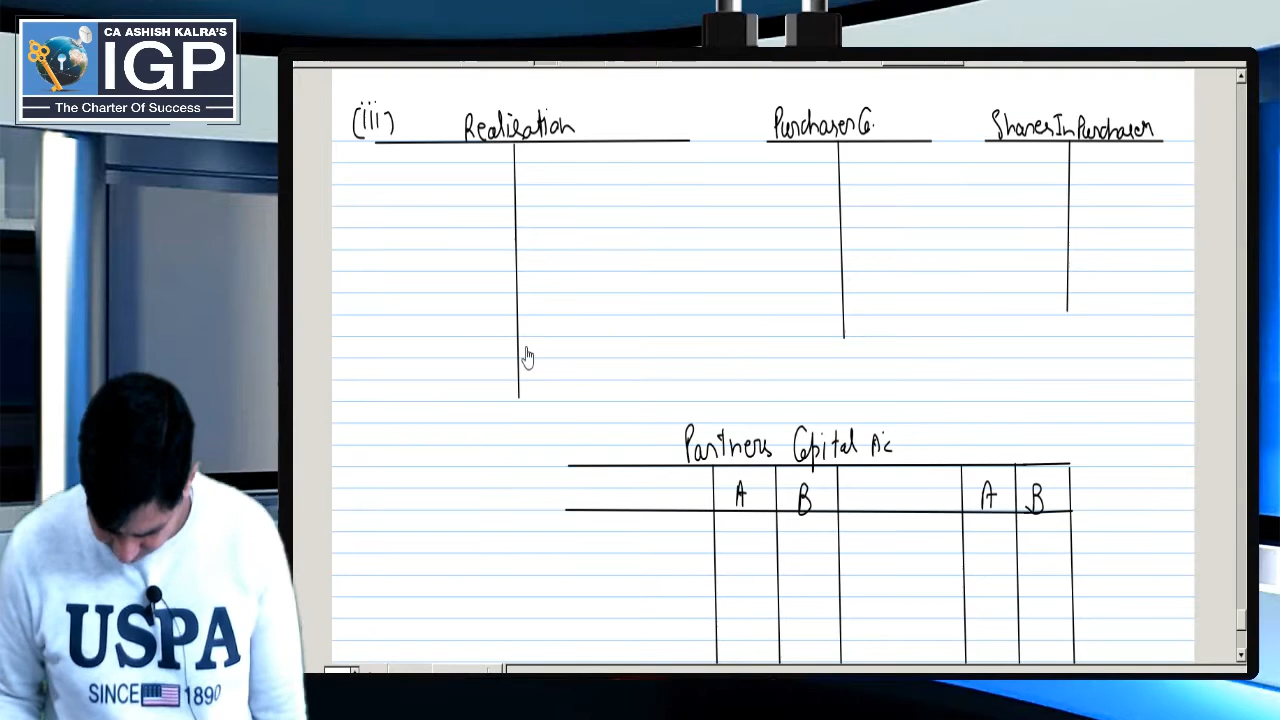 CA ASHISH KALRA'S
IGP
The Charter Of Success
(iii) Realisation Purchaser Co. Shares In Purchaser
Partners Capital A/c
A B A B
USPA
SINCE 1890